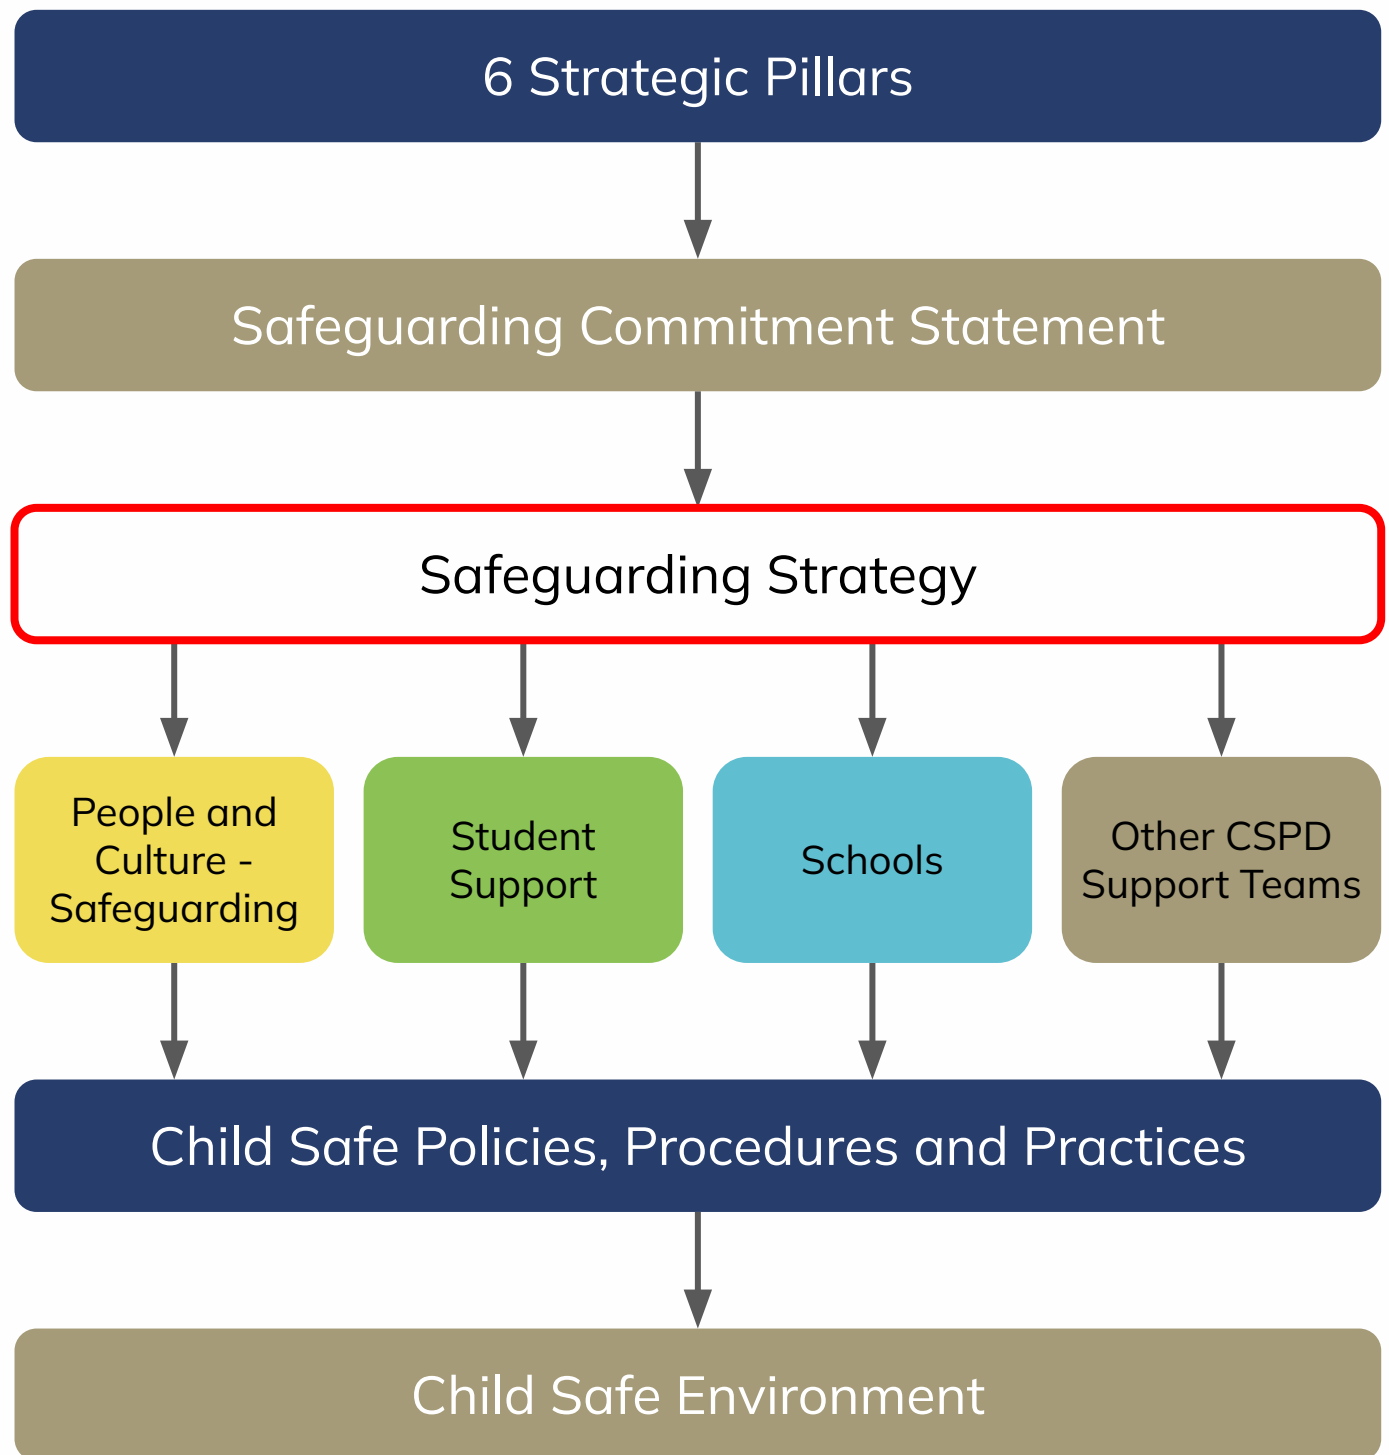 6 Strategic Pillars
Safeguarding Commitment Statement
Safeguarding Strategy
People and
Culture -
Safeguarding
Student
Support
Schools
Other CSPD
Support Teams
Child Safe Policies, Procedures and Practices
Child Safe Environment